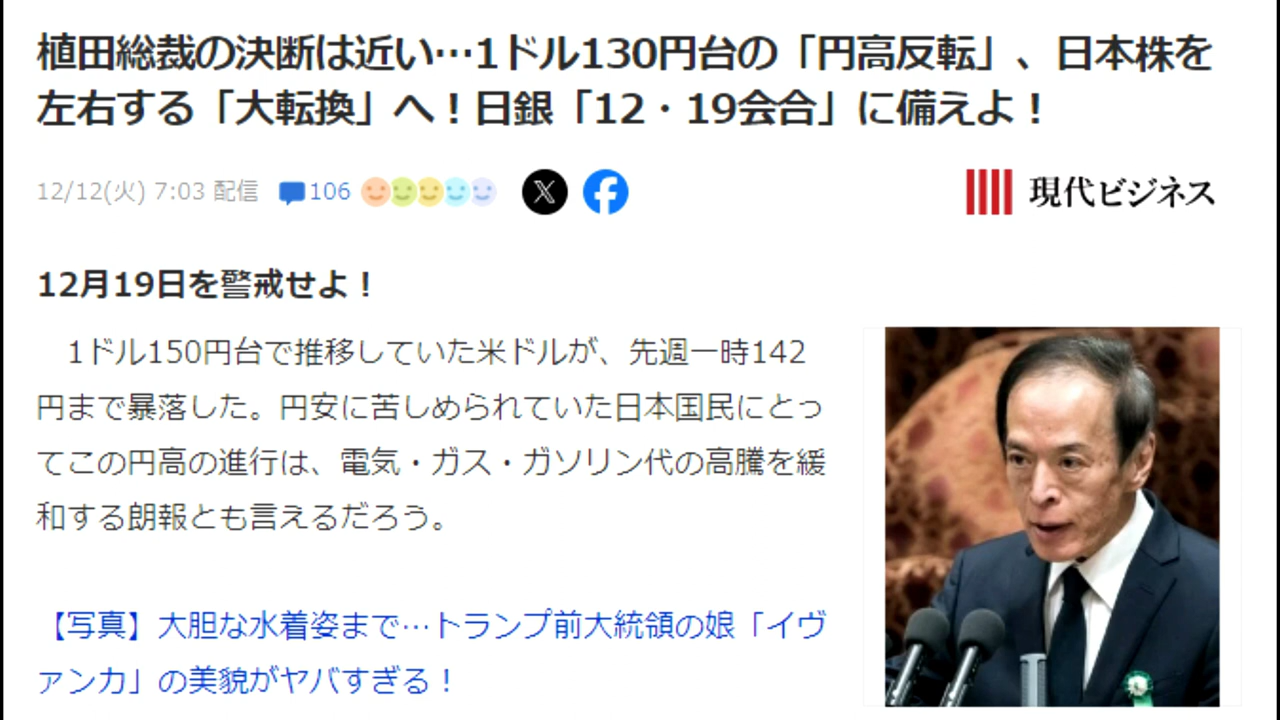 植田総裁の決断は近い…1ドル130円台の「円高反転」、日本株を
左右する「大転換」へ！日銀「12・19会合」に備えよ！
12/12(火) 7:03 配信 106
現代ビジネス
12月19日を警戒せよ！
1ドル150円台で推移していた米ドルが、先週一時142
円まで暴落した。円安に苦しめられていた日本国民にとっ
てこの円高の進行は、電気・ガス・ガソリン代の高騰を緩
和する朗報とも言えるだろう。
【写真】大胆な水着姿まで…トランプ前大統領の娘「イヴ
ァンカ」の美貌がヤバすぎる！